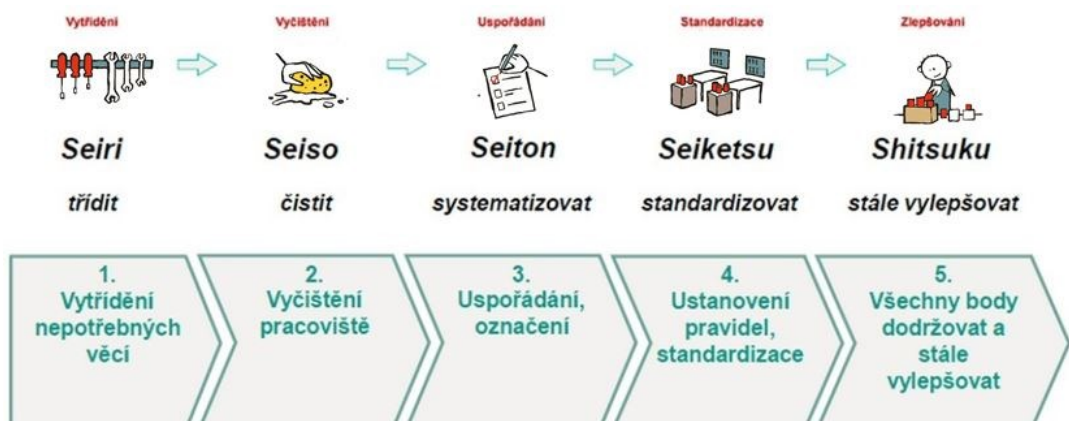 Vytřídění
Vyčištění
Uspořádání
Standardizace
Zlepšování
Seiri
Seiso
Seiton
Seiketsu
Shitsuku
třídit
čistit
systematizovat
standardizovat
stále vylepšovat
1.
Vytřídění
nepotřebných
věcí
2.
Vyčištění
pracoviště
3.
Uspořádání,
označení
4.
Ustanovení
pravidel,
standardizace
5.
Všechny body
dodržovat a
stále
vylepšovat